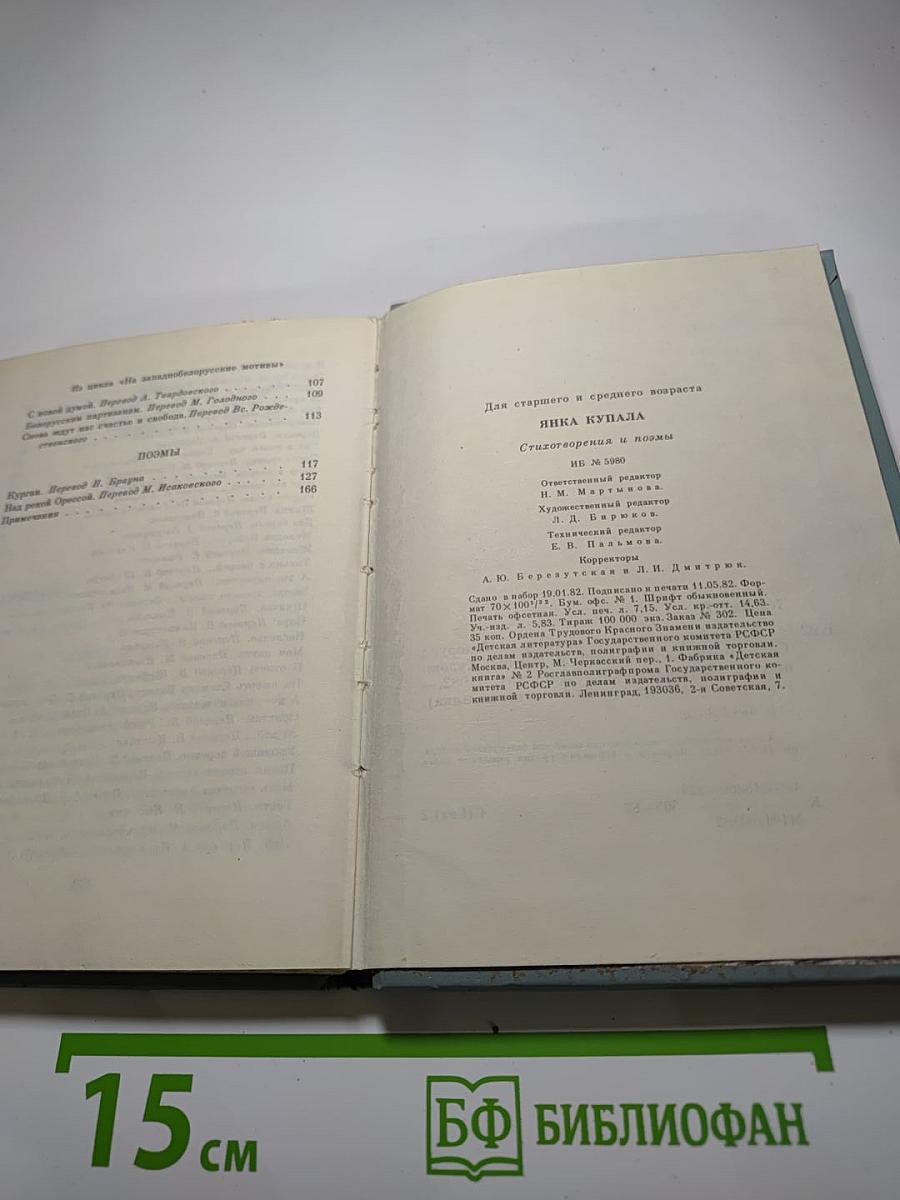 Из цикла «На западнобелорусские мотивы»
С новой думой. Перевод А. Твардовского . . . . . . 107
Белорусским партизанам. Перевод М. Голодного . . . 109
Снова ждут нас счастье и свобода. Перевод Вс. Рожде-
ственского . . . . . . . . . . . . . . 113
ПОЭМЫ
Курган. Перевод Н. Брауна . . . . . . . . . . 117
Над рекой Орессой. Перевод М. Исаковского . . . . 127
Примечания . . . . . . . . . . . . . . . 166
Для старшего и среднего возраста
ЯНКА КУПАЛА
Стихотворения и поэмы
ИБ № 5980
Ответственный редактор
Н. М. Мартынова.
Художественный редактор
Л. Д. Бирюков.
Технический редактор
Е. В. Пальмова.
Корректоры
А. Ю. Березутская и Л. И. Дмитрюк.
Сдано в набор 19.01.82. Подписано к печати 11.05.82. Фор-
мат 70×100¹/₃₂. Бум. офс. № 1. Шрифт обыкновенный.
Печать офсетная. Усл. печ. л. 7,15. Усл. кр.-отт. 14,63.
Уч.-изд. л. 5,83. Тираж 100 000 экз. Заказ № 302. Цена
35 коп. Ордена Трудового Красного Знамени издательство
«Детская литература» Государственного комитета РСФСР
по делам издательств, полиграфии и книжной торговли.
Москва, Центр, М. Черкасский пер., 1. Фабрика «Детская
книга» № 2 Росглавполиграфпрома Государственного ко-
митета РСФСР по делам издательств, полиграфии и
книжной торговли. Ленинград, 193036, 2-я Советская, 7.
15 см
БФ БИБЛИОФАН